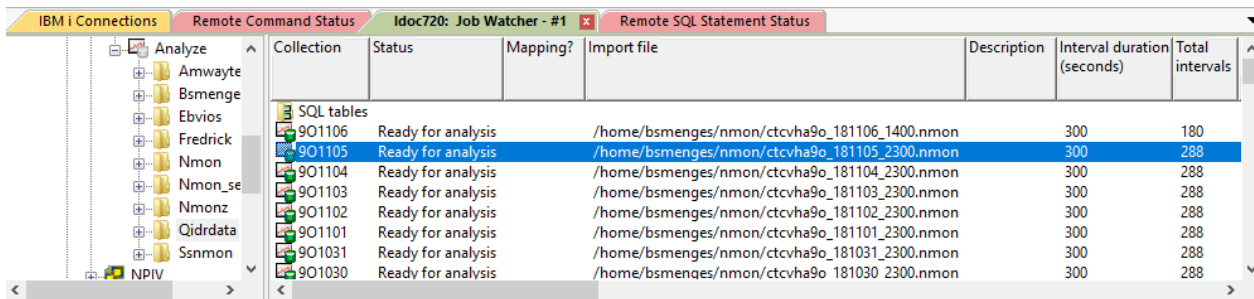 IBM i Connections Remote Command Status Idoc720: Job Watcher - #1 Remote SQL Statement Status
Analyze
Amwayte
Bsmenge
Ebvios
Fredrick
Nmon
Nmon_se
Nmonz
Qidrdata
Ssnmon
NPIV
Collection Status Mapping? Import file Description Interval duration (seconds) Total intervals
SQL tables
9O1106 Ready for analysis /home/bsmenges/nmon/ctcvha9o_181106_1400.nmon 300 180
9O1105 Ready for analysis /home/bsmenges/nmon/ctcvha9o_181105_2300.nmon 300 288
9O1104 Ready for analysis /home/bsmenges/nmon/ctcvha9o_181104_2300.nmon 300 288
9O1103 Ready for analysis /home/bsmenges/nmon/ctcvha9o_181103_2300.nmon 300 288
9O1102 Ready for analysis /home/bsmenges/nmon/ctcvha9o_181102_2300.nmon 300 288
9O1101 Ready for analysis /home/bsmenges/nmon/ctcvha9o_181101_2300.nmon 300 288
9O1031 Ready for analysis /home/bsmenges/nmon/ctcvha9o_181031_2300.nmon 300 288
9O1030 Ready for analysis /home/bsmenges/nmon/ctcvha9o_181030_2300.nmon 300 288